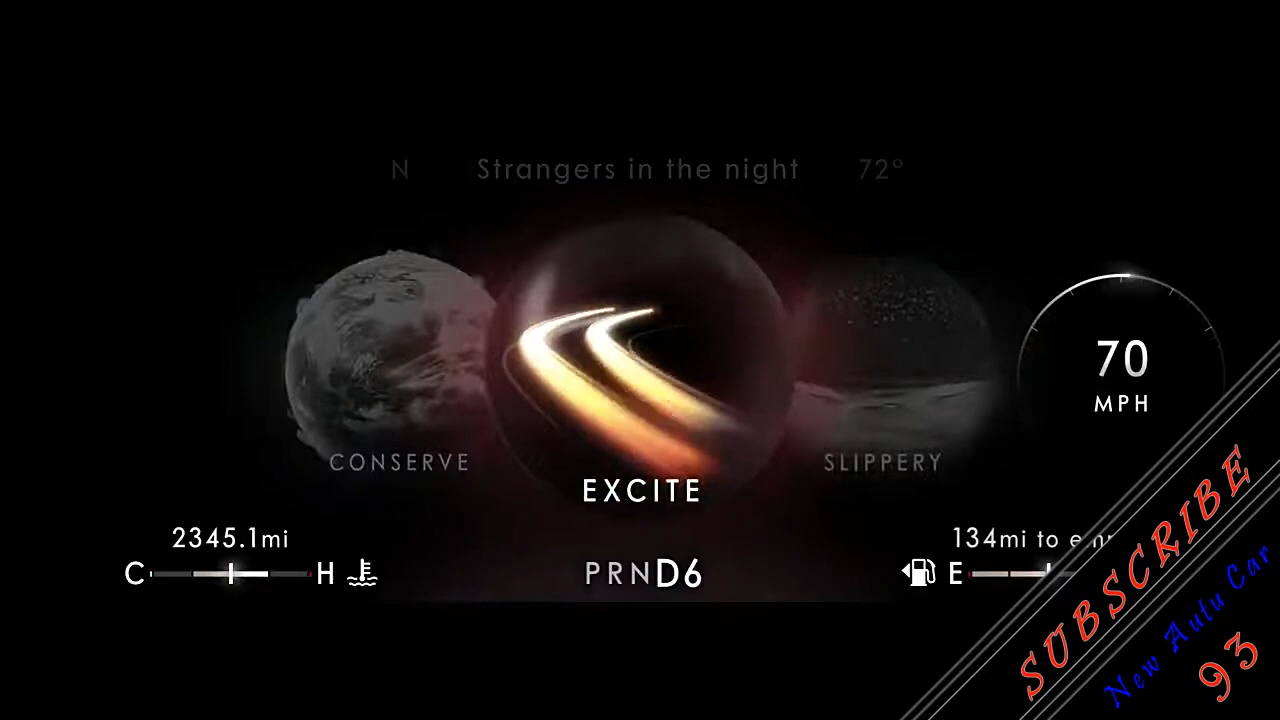 N Strangers in the night 72°
70
MPH
CONSERVE
SLIPPERY
EXCITE
2345.1mi
134mi to
C H
PRND6
E
SUBSCRIBE
New Autu Car
93